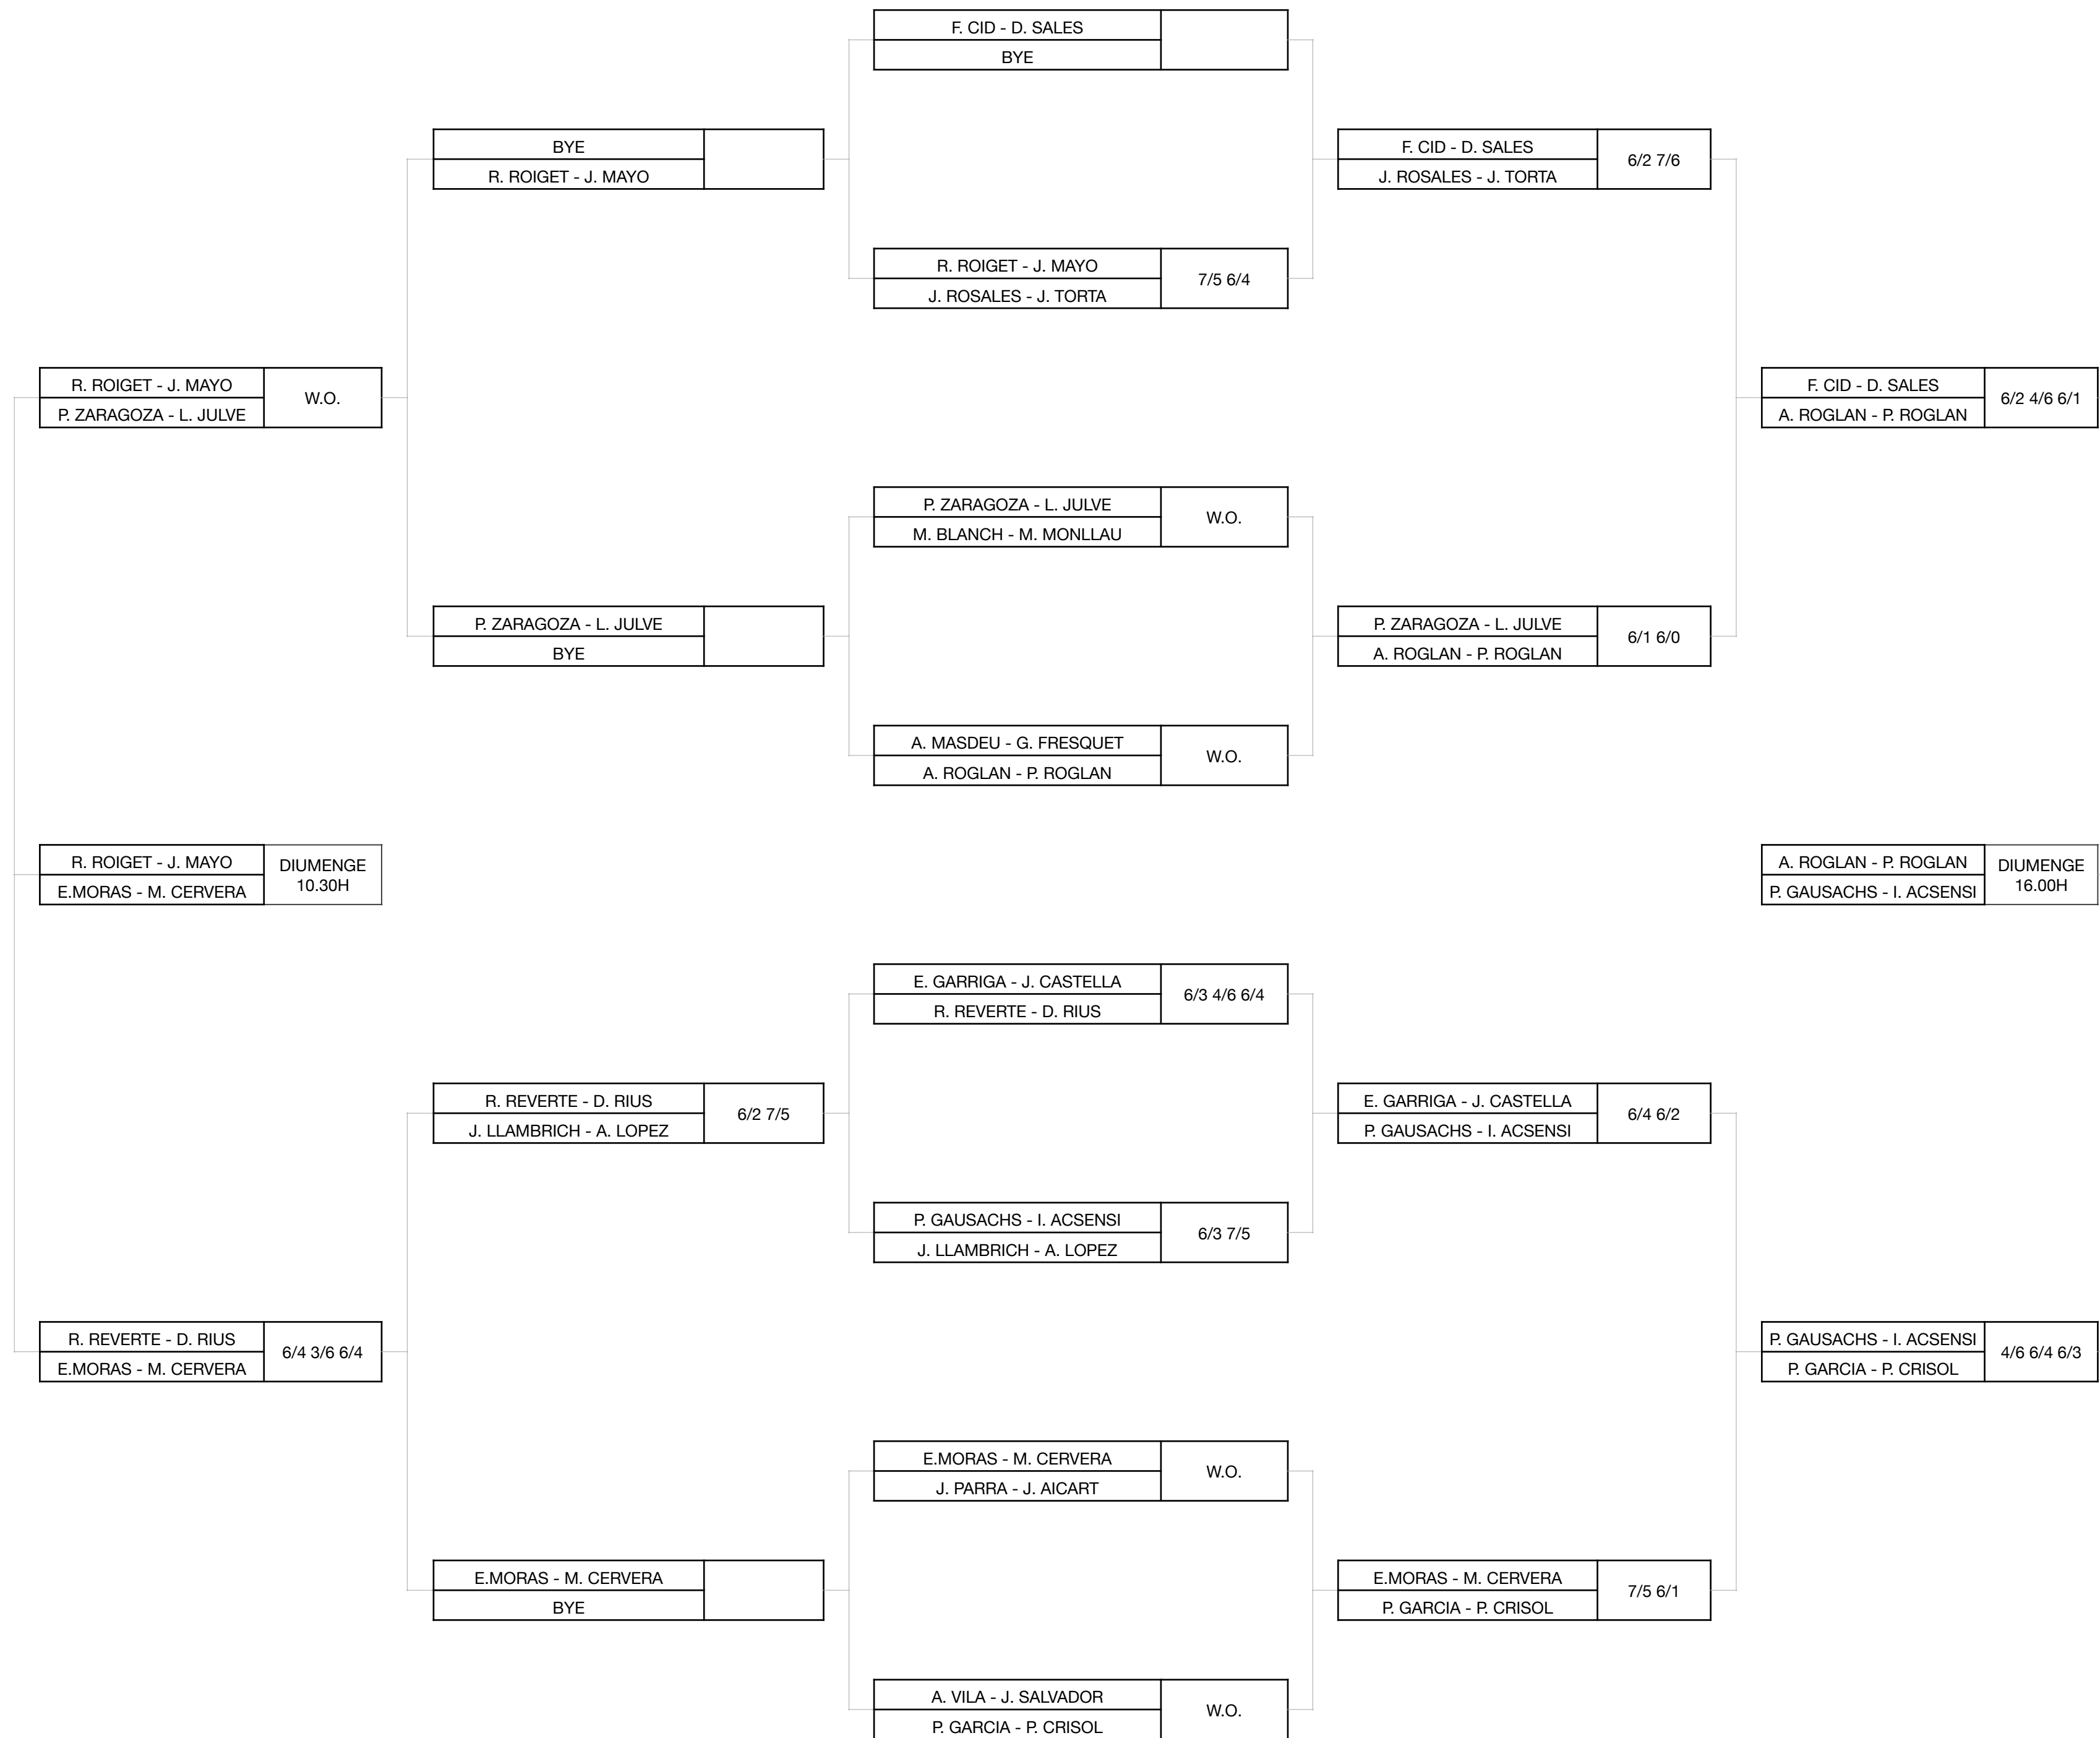 F. CID - D. SALES
BYE
BYE
R. ROIGET - J. MAYO
F. CID - D. SALES
J. ROSALES - J. TORTA
6/2 7/6
R. ROIGET - J. MAYO
J. ROSALES - J. TORTA
7/5 6/4
R. ROIGET - J. MAYO
P. ZARAGOZA - L. JULVE
W.O.
F. CID - D. SALES
A. ROGLAN - P. ROGLAN
6/2 4/6 6/1
P. ZARAGOZA - L. JULVE
M. BLANCH - M. MONLLAU
W.O.
P. ZARAGOZA - L. JULVE
BYE
P. ZARAGOZA - L. JULVE
A. ROGLAN - P. ROGLAN
6/1 6/0
A. MASDEU - G. FRESQUET
A. ROGLAN - P. ROGLAN
W.O.
R. ROIGET - J. MAYO
E.MORAS - M. CERVERA
DIUMENGE
10.30H
A. ROGLAN - P. ROGLAN
P. GAUSACHS - I. ACSENSI
DIUMENGE
16.00H
E. GARRIGA - J. CASTELLA
R. REVERTE - D. RIUS
6/3 4/6 6/4
R. REVERTE - D. RIUS
J. LLAMBRICH - A. LOPEZ
6/2 7/5
E. GARRIGA - J. CASTELLA
P. GAUSACHS - I. ACSENSI
6/4 6/2
P. GAUSACHS - I. ACSENSI
J. LLAMBRICH - A. LOPEZ
6/3 7/5
R. REVERTE - D. RIUS
E.MORAS - M. CERVERA
6/4 3/6 6/4
P. GAUSACHS - I. ACSENSI
P. GARCIA - P. CRISOL
4/6 6/4 6/3
E.MORAS - M. CERVERA
J. PARRA - J. AICART
W.O.
E.MORAS - M. CERVERA
BYE
E.MORAS - M. CERVERA
P. GARCIA - P. CRISOL
7/5 6/1
A. VILA - J. SALVADOR
P. GARCIA - P. CRISOL
W.O.